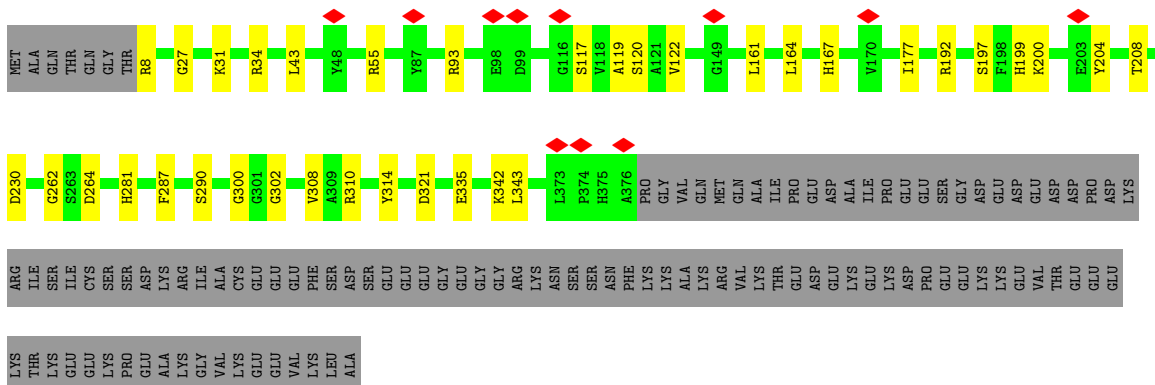 MET ALA GLN THR GLN GLY THR R8 G27 K31 R34 L43 Y48 R55 Y87 R93 E98 D99 G116 S117 V118 A119 S120 A121 V122 G149 L161 L164 H167 V170 I177 R192 S197 F198 H199 K200 E203 Y204 T208
D230 G262 S263 D264 H281 F287 S290 G300 G301 G302 V308 A309 R310 Y314 D321 E335 K342 L343 L373 P374 H375 A376 PRO GLY VAL GLN MET GLN ALA ILE PRO GLU ASP ALA ILE PRO GLU GLU SER GLY ASP GLU ASP GLU ASP ASP PRO ASP LYS
ARG ILE SER ILE CYS SER SER ASP LYS ARG ILE ALA CYS GLU GLU GLU PHE SER ASP SER GLU GLU GLU GLY GLU GLY GLY ARG LYS ASN SER SER ASN PHE LYS LYS ALA LYS ARG VAL LYS THR GLU ASP GLU LYS GLU LYS ASP PRO GLU GLU LYS LYS GLU VAL THR GLU GLU GLU
LYS THR LYS GLU GLU LYS PRO GLU ALA LYS GLY VAL LYS GLU GLU VAL LYS LEU ALA